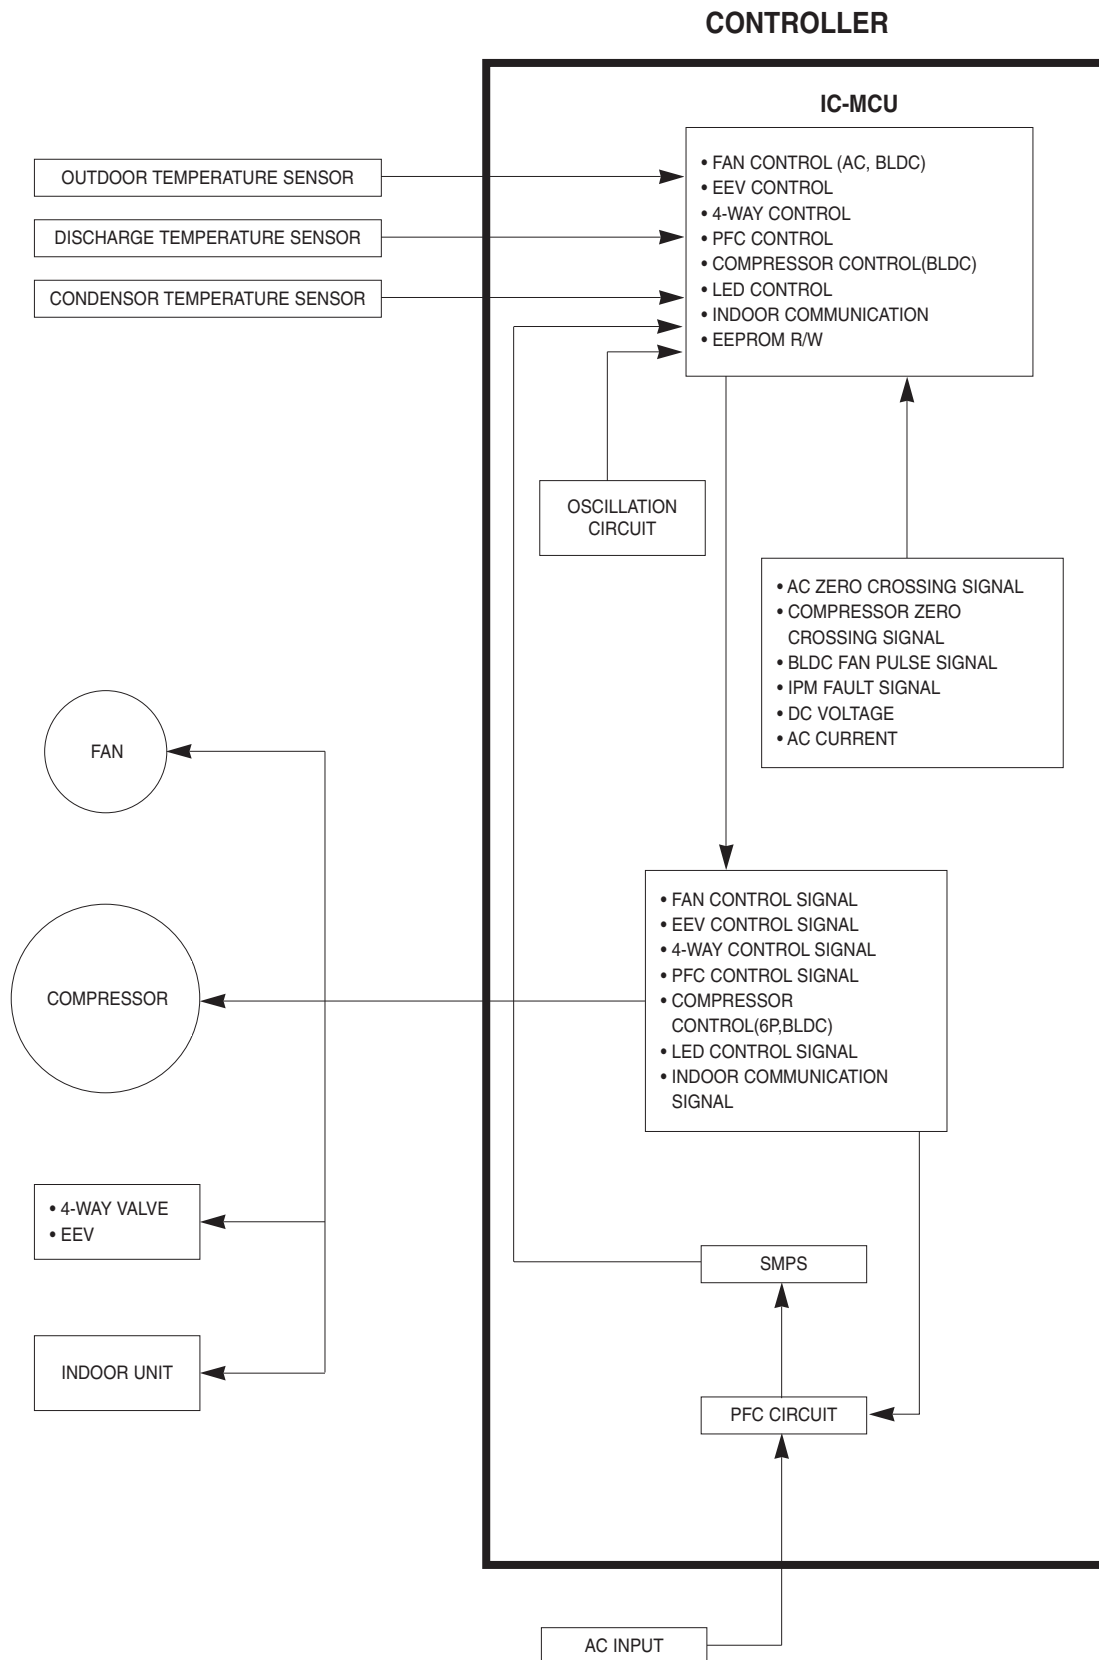 CONTROLLER
IC-MCU
OUTDOOR TEMPERATURE SENSOR
DISCHARGE TEMPERATURE SENSOR
CONDENSOR TEMPERATURE SENSOR
• FAN CONTROL (AC, BLDC)
• EEV CONTROL
• 4-WAY CONTROL
• PFC CONTROL
• COMPRESSOR CONTROL(BLDC)
• LED CONTROL
• INDOOR COMMUNICATION
• EEPROM R/W
OSCILLATION
CIRCUIT
• AC ZERO CROSSING SIGNAL
• COMPRESSOR ZERO
CROSSING SIGNAL
• BLDC FAN PULSE SIGNAL
• IPM FAULT SIGNAL
• DC VOLTAGE
• AC CURRENT
FAN
COMPRESSOR
• FAN CONTROL SIGNAL
• EEV CONTROL SIGNAL
• 4-WAY CONTROL SIGNAL
• PFC CONTROL SIGNAL
• COMPRESSOR
CONTROL(6P,BLDC)
• LED CONTROL SIGNAL
• INDOOR COMMUNICATION
SIGNAL
• 4-WAY VALVE
• EEV
SMPS
INDOOR UNIT
PFC CIRCUIT
AC INPUT